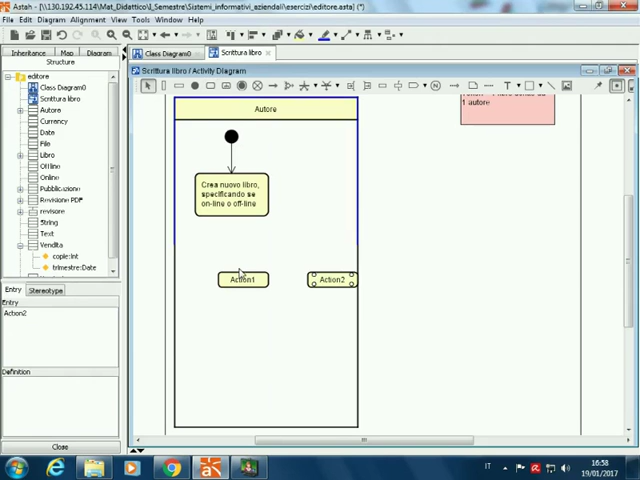 Astah - [\\130.192.45.114\Mat_Didattico\I_Semestre\Sistemi_informativi_aziendali\esercizi\editore.asta] (*)
File Edit Diagram Alignment View Tools Window Help
Inheritance Map Diagram
Structure
editore
Class Diagram0
Scrittura libro
Autore
Currency
Data
File
Libro
Offline
Online
Pubblicazione
Revisione PDF
revisore
String
Text
Vendita
copie:Int
trimestre:Date
Entry Stereotype
Entry
Action2
Definition
Close
Class Diagram0
Scrittura libro
Scrittura libro / Activity Diagram
Autore
1 autore
Crea nuovo libro,
specificando se
on-line o off-line
Action1
Action2
IT
16:58
19/01/2017